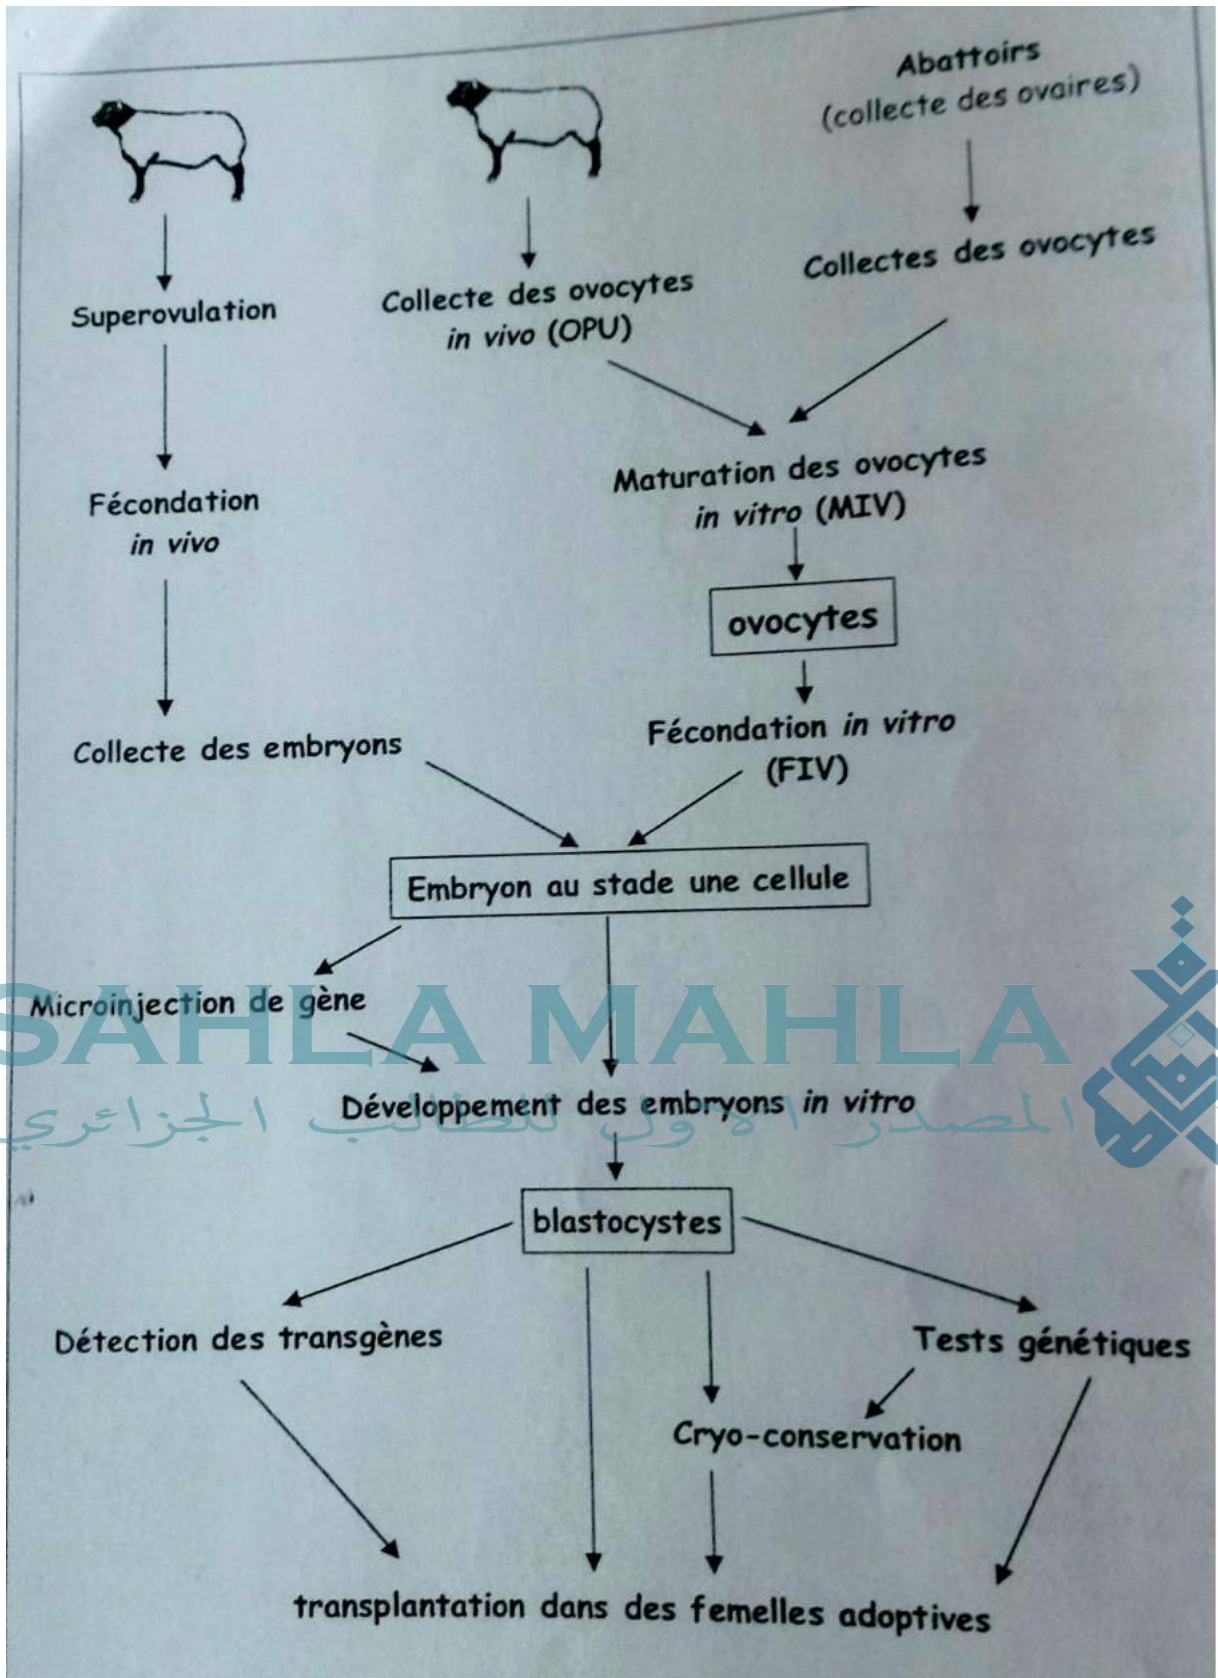 Abattoirs
(collecte des ovaires)
Collectes des ovocytes
Superovulation
Collecte des ovocytes
in vivo (OPU)
Maturation des ovocytes
in vitro (MIV)
Fécondation
in vivo
ovocytes
Fécondation in vitro
(FIV)
Collecte des embryons
Embryon au stade une cellule
Microinjection de gène
SAHLA MAHLA
Développement des embryons in vitro
المصدر الاول للطالب الجزائري
blastocystes
Détection des transgènes
Tests génétiques
Cryo-conservation
transplantation dans des femelles adoptives